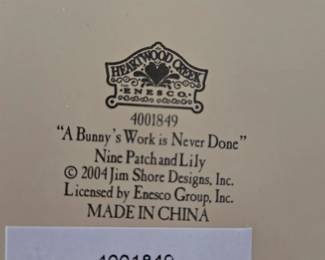 HEARTWOOD CREEK
ENESCO
4001849
"A Bunny's Work is Never Done"
Nine Patch and Lily
© 2004 Jim Shore Designs, Inc.
Licensed by Enesco Group, Inc.
MADE IN CHINA
4001849